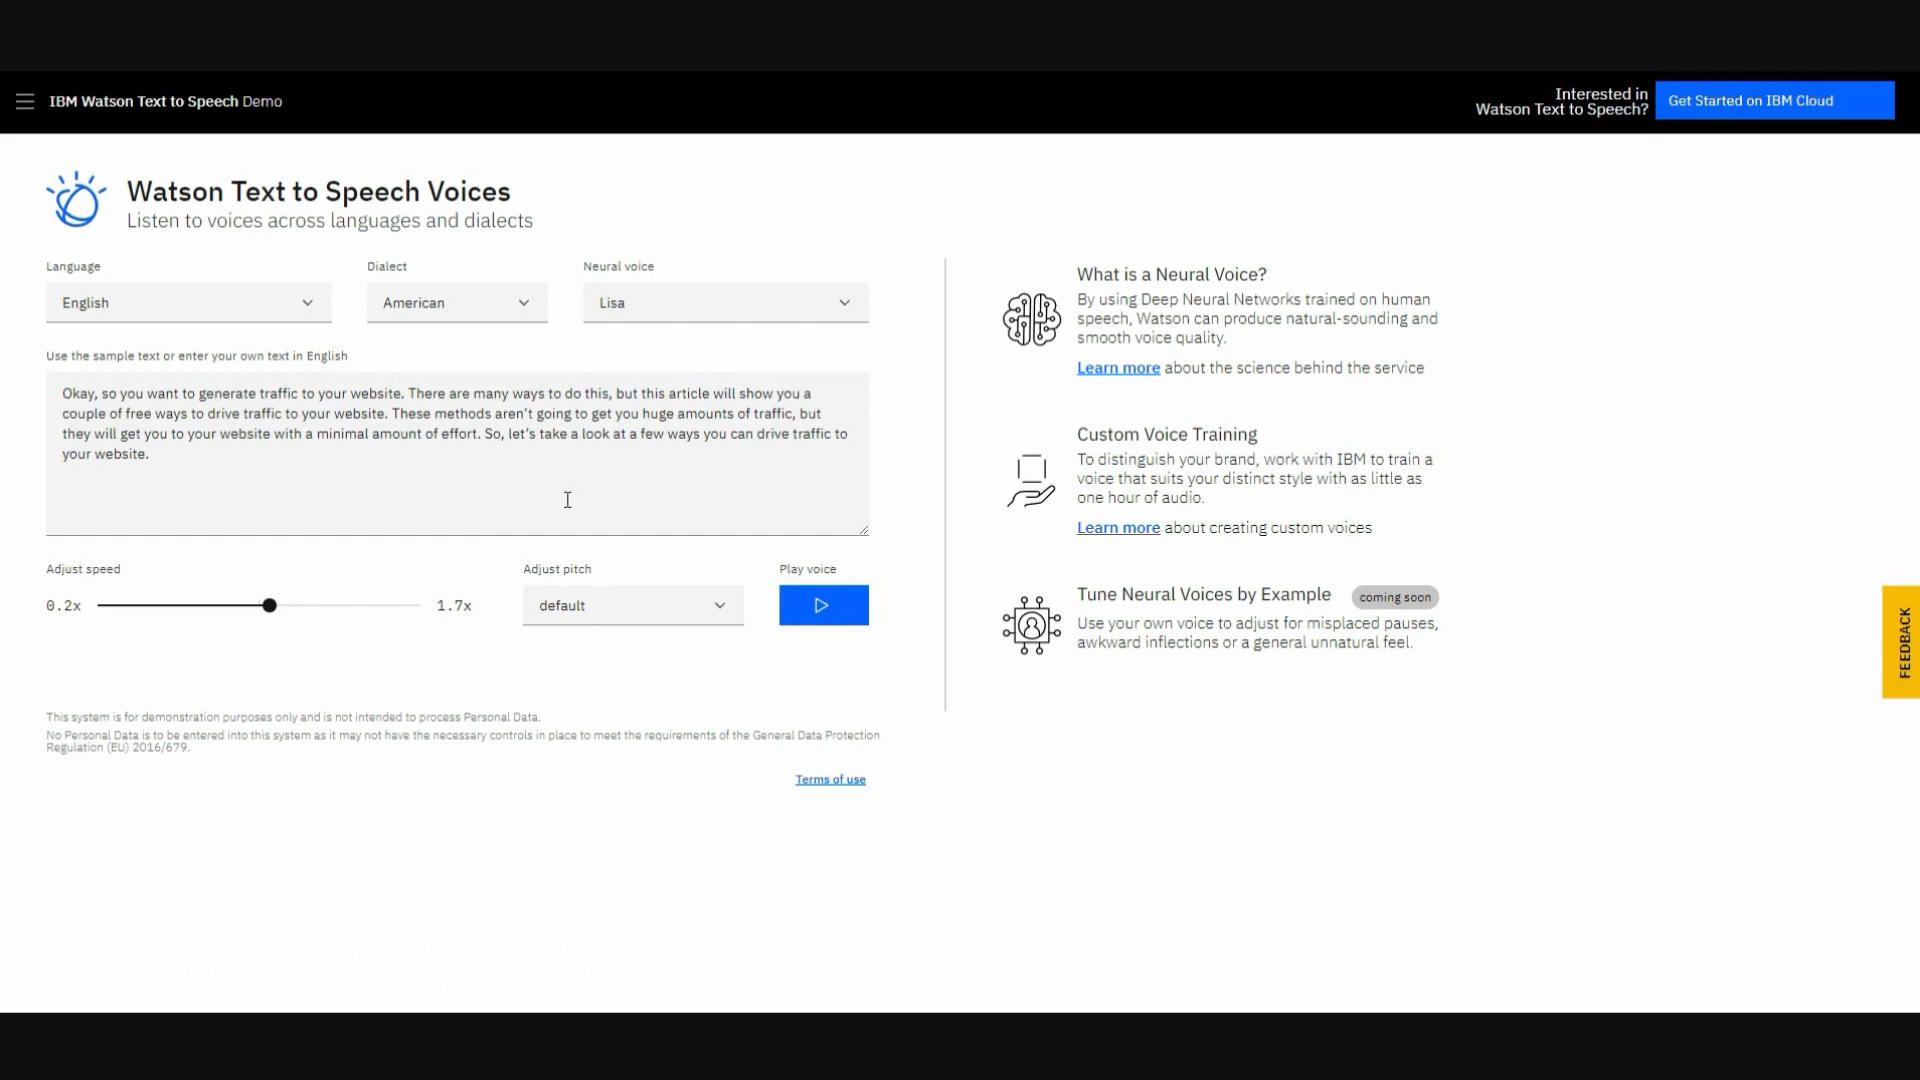 IBM Watson Text to Speech Demo
Interested in
Watson Text to Speech?
Get Started on IBM Cloud
Watson Text to Speech Voices
Listen to voices across languages and dialects
Language
Dialect
Neural voice
English
American
Lisa
Use the sample text or enter your own text in English
Okay, so you want to generate traffic to your website. There are many ways to do this, but this article will show you a
couple of free ways to drive traffic to your website. These methods aren't going to get you huge amounts of traffic, but
they will get you to your website with a minimal amount of effort. So, let's take a look at a few ways you can drive traffic to
your website.
Adjust speed
Adjust pitch
Play voice
0.2x
1.7x
default
This system is for demonstration purposes only and is not intended to process Personal Data.
No Personal Data is to be entered into this system as it may not have the necessary controls in place to meet the requirements of the General Data Protection
Regulation (EU) 2016/679.
Terms of use
What is a Neural Voice?
By using Deep Neural Networks trained on human
speech, Watson can produce natural-sounding and
smooth voice quality.
Learn more about the science behind the service
Custom Voice Training
To distinguish your brand, work with IBM to train a
voice that suits your distinct style with as little as
one hour of audio.
Learn more about creating custom voices
Tune Neural Voices by Example coming soon
Use your own voice to adjust for misplaced pauses,
awkward inflections or a general unnatural feel.
FEEDBACK
Free AI Writer